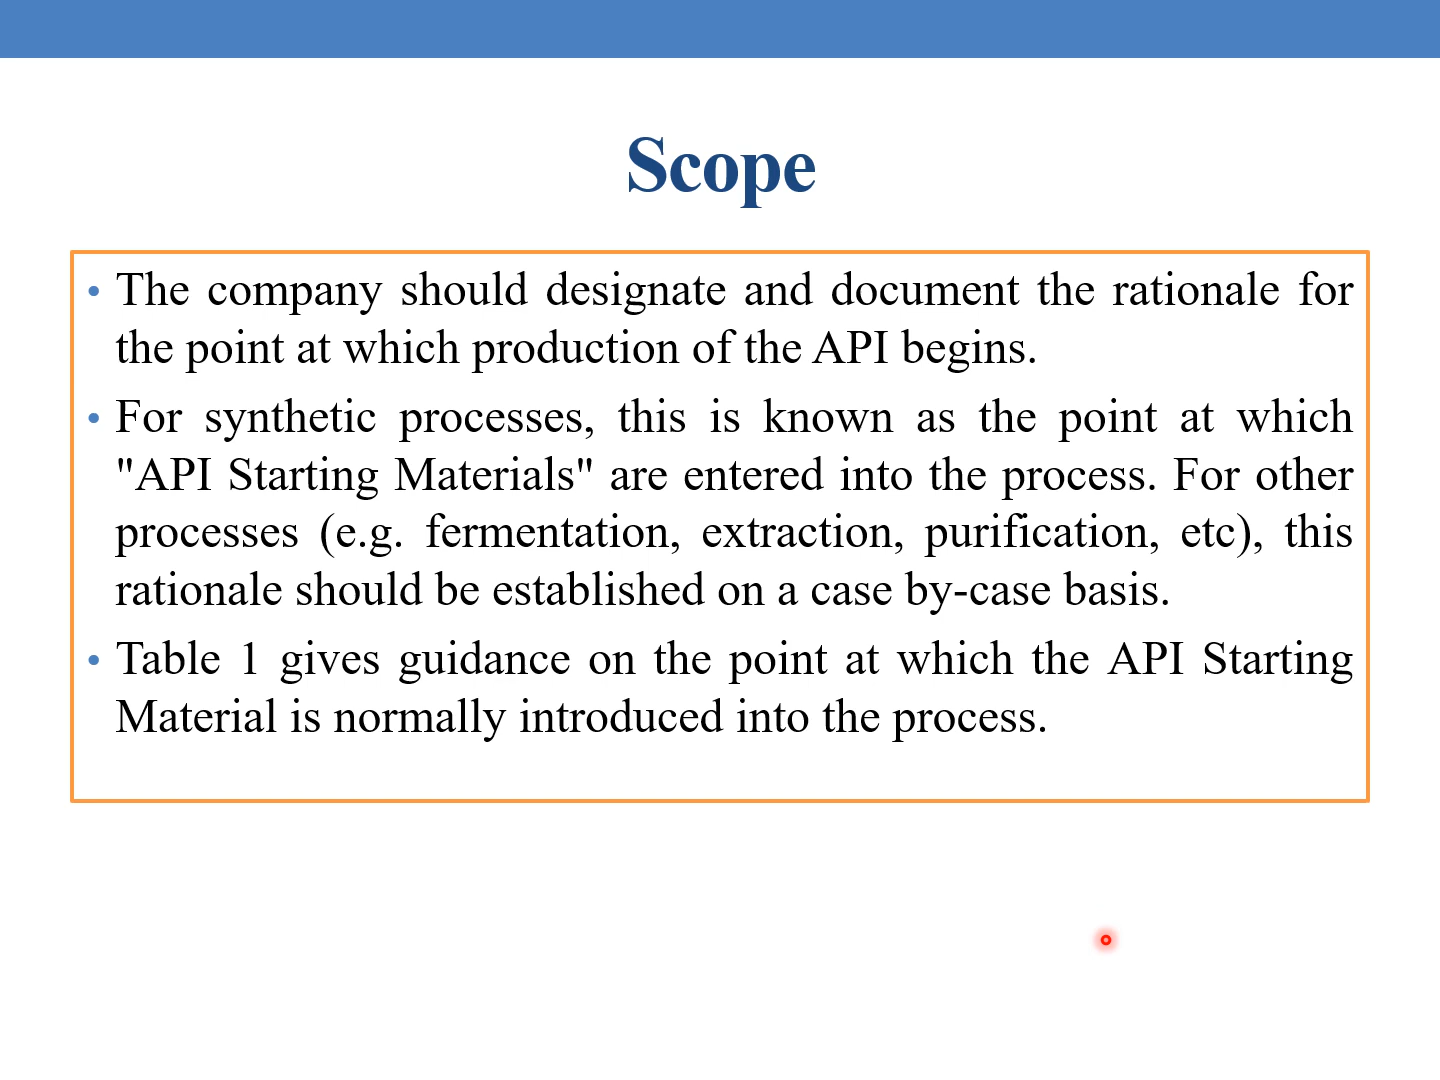 Scope
• The company should designate and document the rationale for
the point at which production of the API begins.
• For synthetic processes, this is known as the point at which
"API Starting Materials" are entered into the process. For other
processes (e.g. fermentation, extraction, purification, etc), this
rationale should be established on a case by-case basis.
• Table 1 gives guidance on the point at which the API Starting
Material is normally introduced into the process.